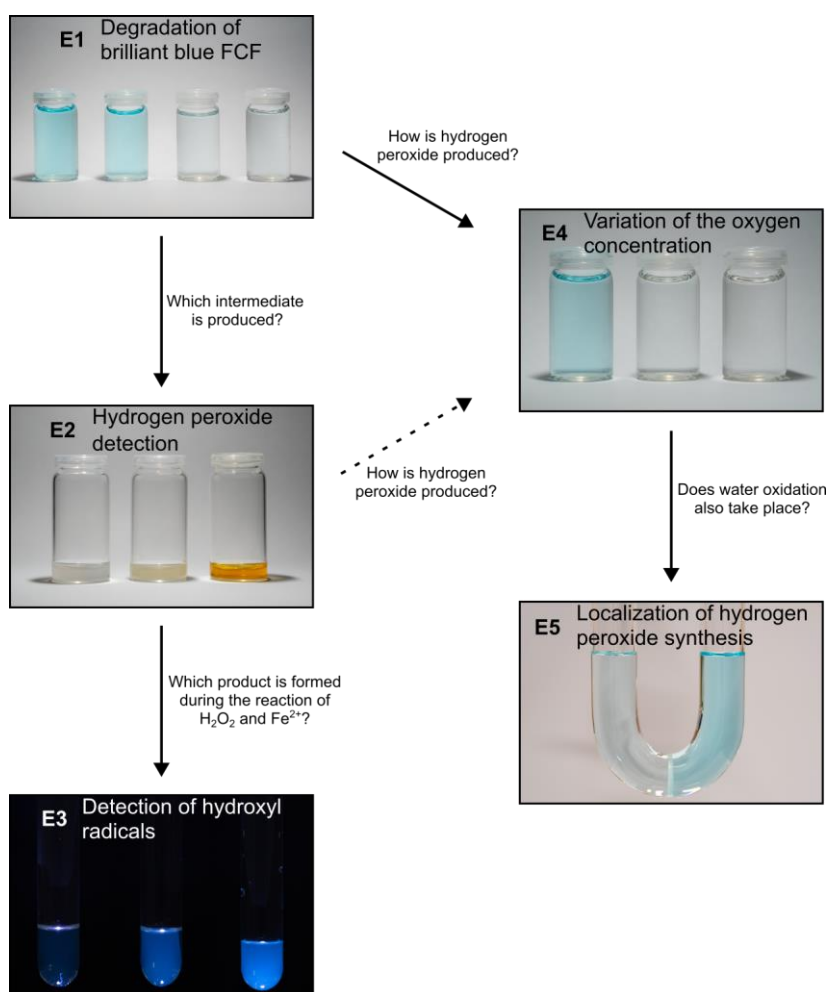 E1 Degradation of
brilliant blue FCF
How is hydrogen
peroxide produced?
Which intermediate
is produced?
E4 Variation of the oxygen
concentration
E2 Hydrogen peroxide
detection
How is hydrogen
peroxide produced?
Does water oxidation
also take place?
E5 Localization of hydrogen
peroxide synthesis
Which product is formed
during the reaction of
H₂O₂ and Fe²⁺?
E3 Detection of hydroxyl
radicals